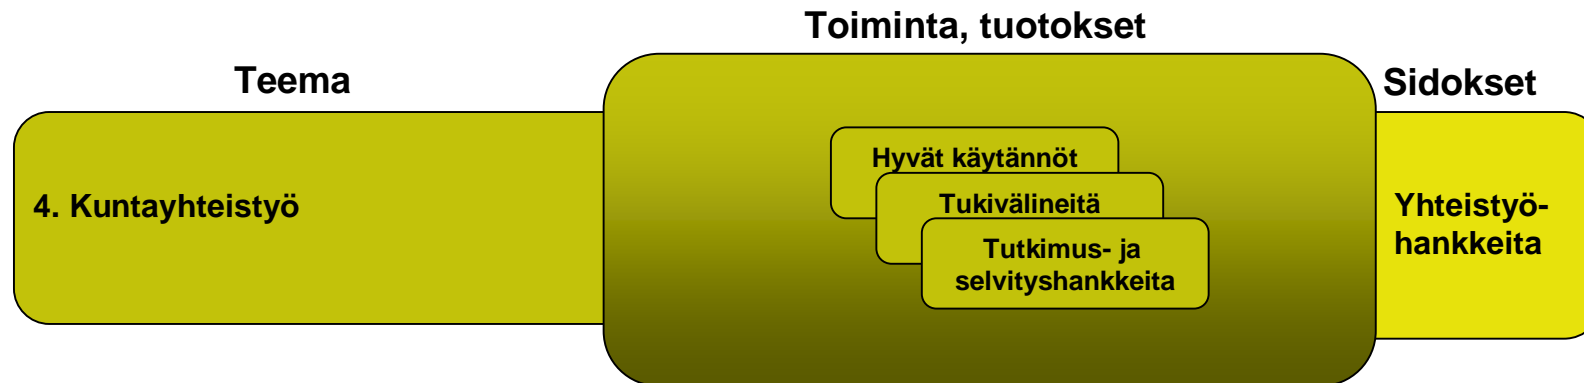 Toiminta, tuotokset
Teema
Sidokset
4. Kuntayhteistyö
Hyvät käytännöt
Tukivälineitä
Tutkimus- ja
selvityshankkeita
Yhteistyö-
hankkeita